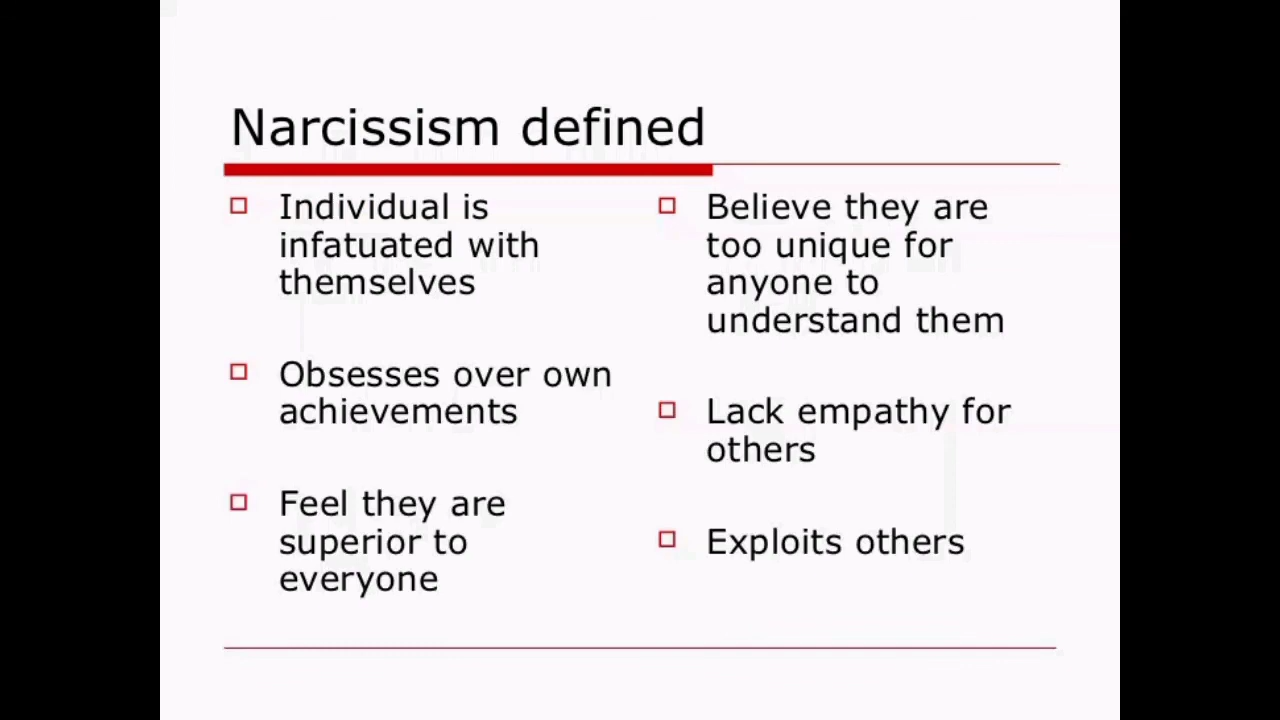 Narcissism defined
Individual is
infatuated with
themselves
Obsesses over own
achievements
Feel they are
superior to
everyone
Believe they are
too unique for
anyone to
understand them
Lack empathy for
others
Exploits others